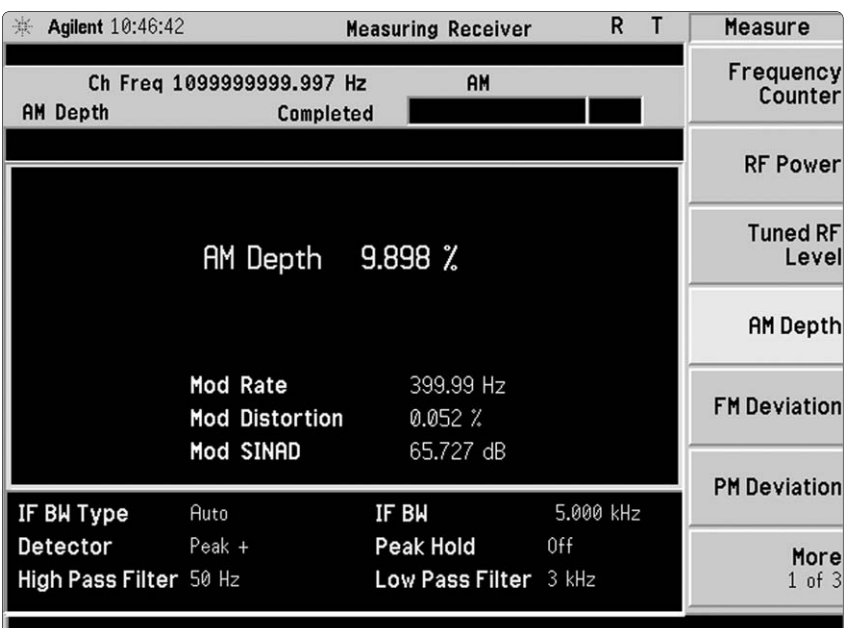 Agilent 10:46:42 Measuring Receiver R T
Ch Freq 1099999999.997 Hz AM
AM Depth Completed
AM Depth 9.898 %
Mod Rate 399.99 Hz
Mod Distortion 0.052 %
Mod SINAD 65.727 dB
IF BW Type Auto IF BW 5.000 kHz
Detector Peak + Peak Hold Off
High Pass Filter 50 Hz Low Pass Filter 3 kHz
Measure
Frequency
Counter
RF Power
Tuned RF
Level
AM Depth
FM Deviation
PM Deviation
More
1 of 3